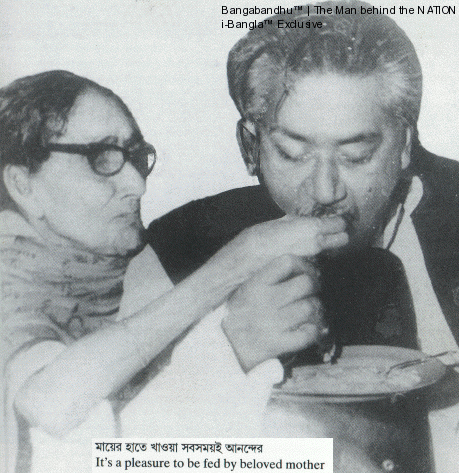 Bangabandhu™ | The Man behind the NATION
i-Bangla™ Exclusive
মায়ের হাতে খাওয়া সবসময়ই আনন্দের
It's a pleasure to be fed by beloved mother